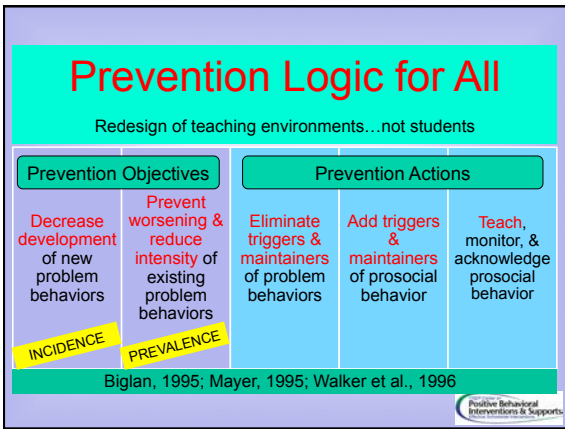 Prevention Logic for All
Redesign of teaching environments…not students
Prevention Objectives
Prevention Actions
Decrease
development
of new
problem
behaviors
Prevent
worsening &
reduce
intensity of
existing
problem
behaviors
Eliminate
triggers &
maintainers
of problem
behaviors
Add triggers
&
maintainers
of prosocial
behavior
Teach,
monitor, &
acknowledge
prosocial
behavior
INCIDENCE
PREVALENCE
Biglan, 1995; Mayer, 1995; Walker et al., 1996
Positive Behavioral
Interventions & Supports